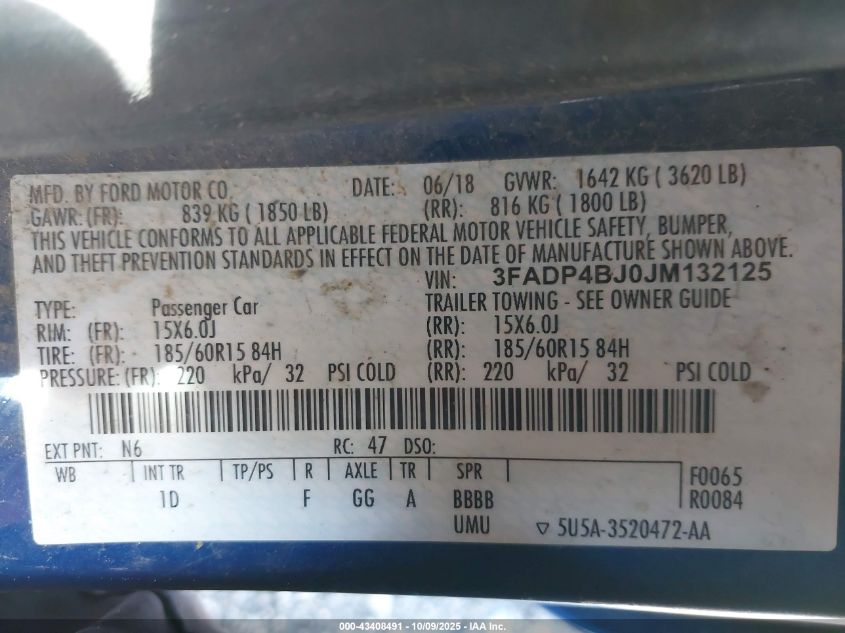 MFD. BY FORD MOTOR CO. DATE: 06/18 GVWR: 1642 KG ( 3620 LB)
GAWR: (FR): 839 KG ( 1850 LB) (RR): 816 KG ( 1800 LB)
THIS VEHICLE CONFORMS TO ALL APPLICABLE FEDERAL MOTOR VEHICLE SAFETY, BUMPER,
AND THEFT PREVENTION STANDARDS IN EFFECT ON THE DATE OF MANUFACTURE SHOWN ABOVE.
VIN: 3FADP4BJ0JM132125
TYPE: Passenger Car TRAILER TOWING - SEE OWNER GUIDE
RIM: (FR): 15X6.0J (RR): 15X6.0J
TIRE: (FR): 185/60R15 84H (RR): 185/60R15 84H
PRESSURE: (FR): 220 kPa/ 32 PSI COLD (RR): 220 kPa/ 32 PSI COLD
EXT PNT: N6 RC: 47 DSO:
WB INT TR TP/PS R AXLE TR SPR F0065
1D F GG A BBBB R0084
UMU ▽ 5U5A-3520472-AA
000-43408491 - 10/09/2025 - IAA Inc.